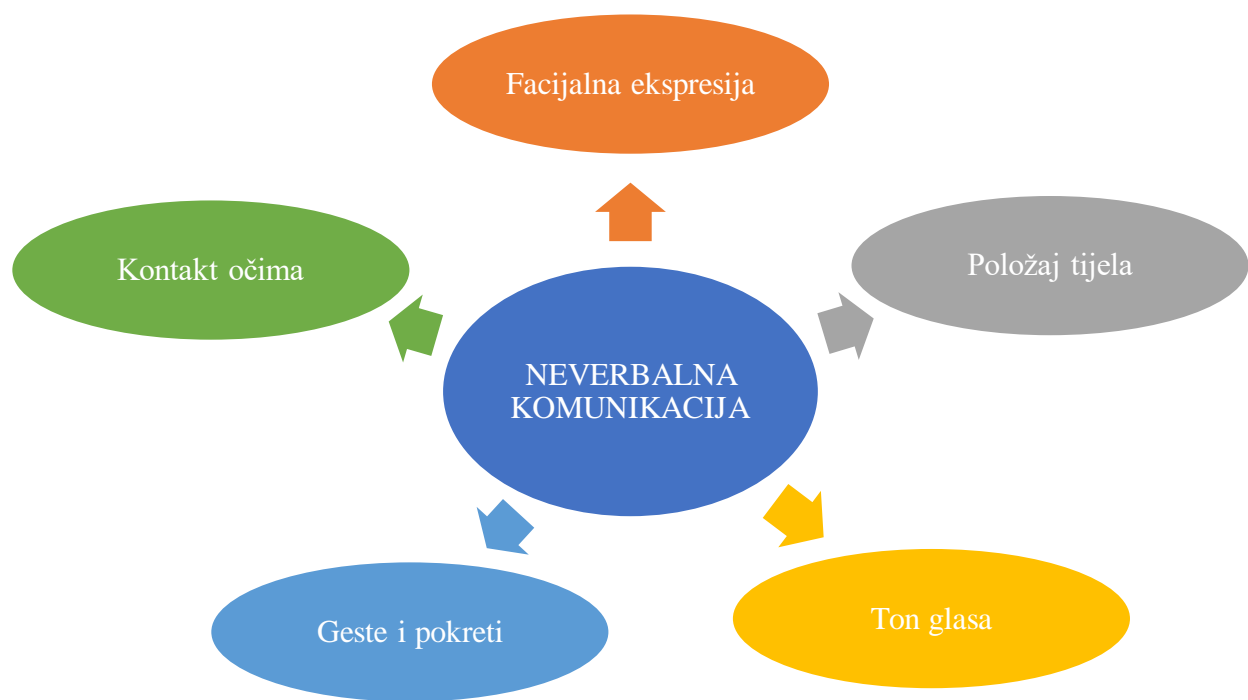 Facijalna ekspresija
Kontakt očima
Položaj tijela
NEVERBALNA
KOMUNIKACIJA
Geste i pokreti
Ton glasa